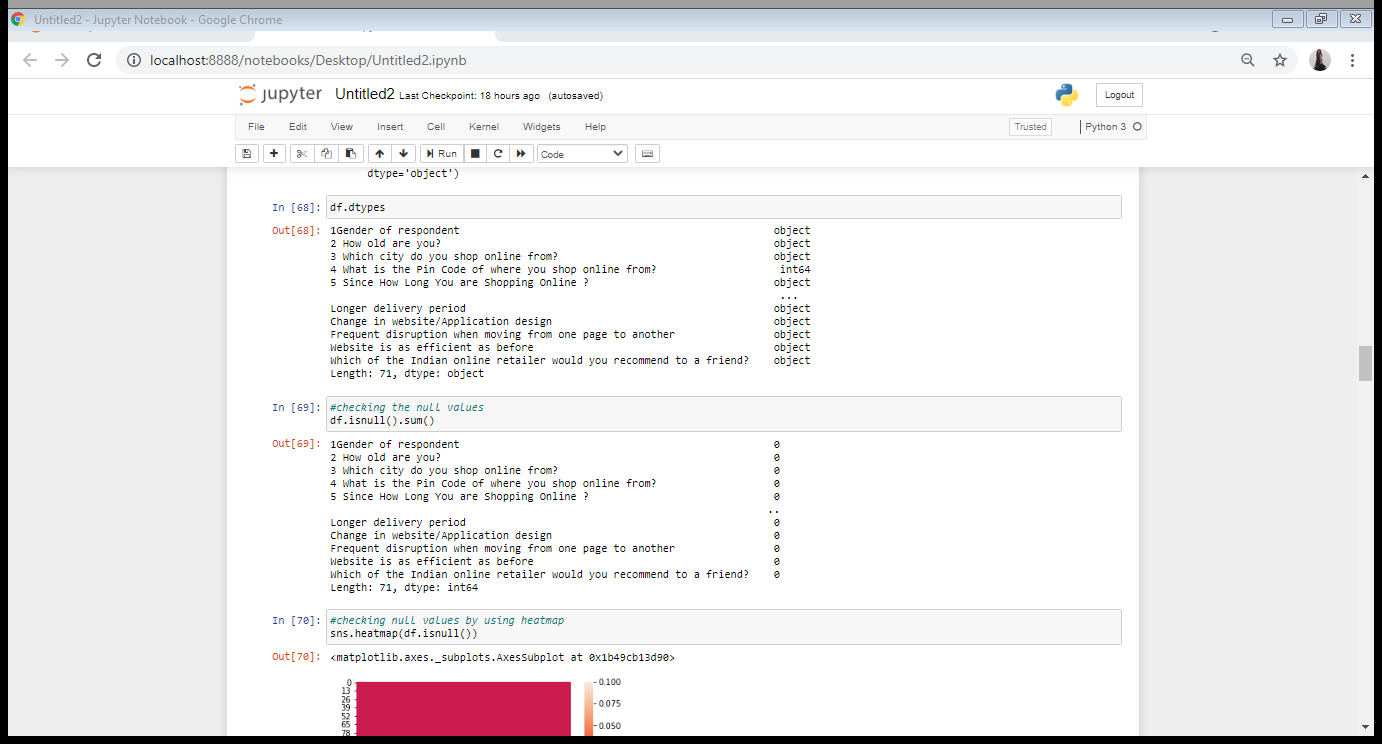 Untitled2 - Jupyter Notebook - Google Chrome
localhost:8888/notebooks/Desktop/Untitled2.ipynb
jupyter Untitled2 Last Checkpoint: 18 hours ago (autosaved)
Logout
File Edit View Insert Cell Kernel Widgets Help
Trusted
Python 3
Run
Code
dtype='object')
In [68]: df.dtypes
Out[68]: 1Gender of respondent object
2 How old are you? object
3 Which city do you shop online from? object
4 What is the Pin Code of where you shop online from? int64
5 Since How Long You are Shopping Online ? object
...
Longer delivery period object
Change in website/Application design object
Frequent disruption when moving from one page to another object
Website is as efficient as before object
Which of the Indian online retailer would you recommend to a friend? object
Length: 71, dtype: object
In [69]: #checking the null values
df.isnull().sum()
Out[69]: 1Gender of respondent 0
2 How old are you? 0
3 Which city do you shop online from? 0
4 What is the Pin Code of where you shop online from? 0
5 Since How Long You are Shopping Online ? 0
..
Longer delivery period 0
Change in website/Application design 0
Frequent disruption when moving from one page to another 0
Website is as efficient as before 0
Which of the Indian online retailer would you recommend to a friend? 0
Length: 71, dtype: int64
In [70]: #checking null values by using heatmap
sns.heatmap(df.isnull())
Out[70]: <matplotlib.axes._subplots.AxesSubplot at 0x1b49cb13d90>
0
13
26
39
52
65
78
0.100
0.075
0.050